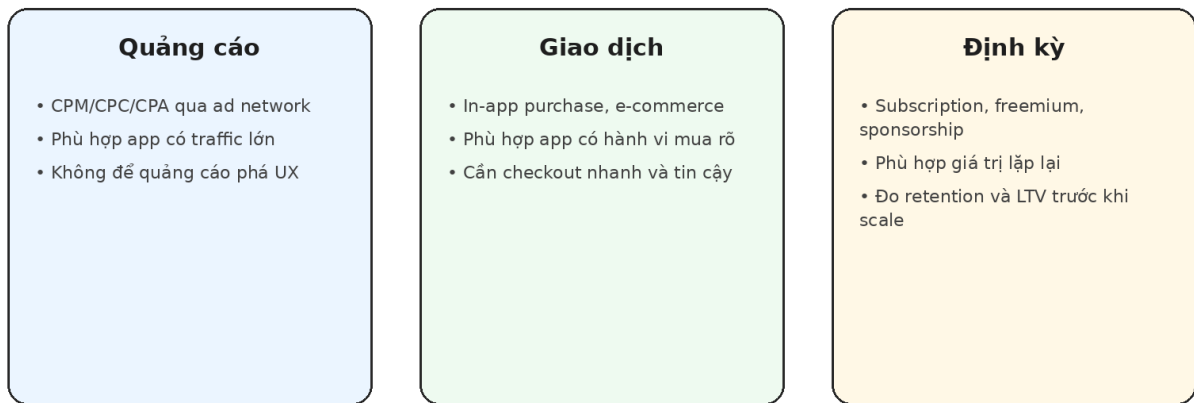 Quảng cáo
• CPM/CPC/CPA qua ad network
• Phù hợp app có traffic lớn
• Không để quảng cáo phá UX
Giao dịch
• In-app purchase, e-commerce
• Phù hợp app có hành vi mua rõ
• Cần checkout nhanh và tin cậy
Định kỳ
• Subscription, freemium,
sponsorship
• Phù hợp giá trị lặp lại
• Đo retention và LTV trước khi
scale